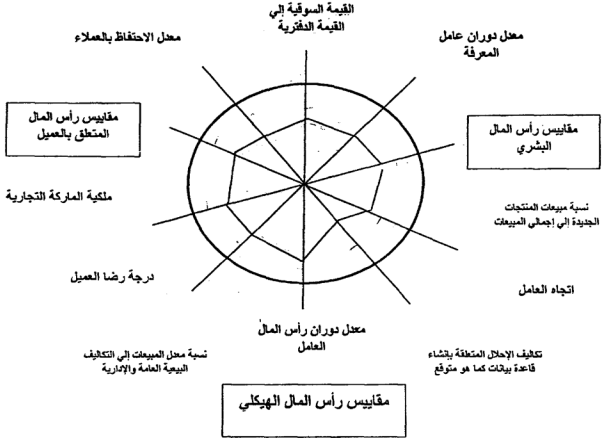 القيمة السوقية إلي
القيمة الدفترية
معدل دوران عامل
المعرفة
معدل الاحتفاظ بالعملاء
مقاييس رأس المال
البشري
مقاييس رأس المال
المتعلق بالعميل
نسبة مبيعات المنتجات
الجديدة إلي إجمالي المبيعات
ملكية الماركة التجارية
اتجاه العامل
درجة رضا العميل
معدل دوران رأس المال
العامل
تكاليف الإحلال المتعلقة بإنشاء
قاعدة بيانات كما هو متوقع
نسبة معدل المبيعات إلي التكاليف
البيعية العامة والإدارية
مقاييس رأس المال الهيكلي